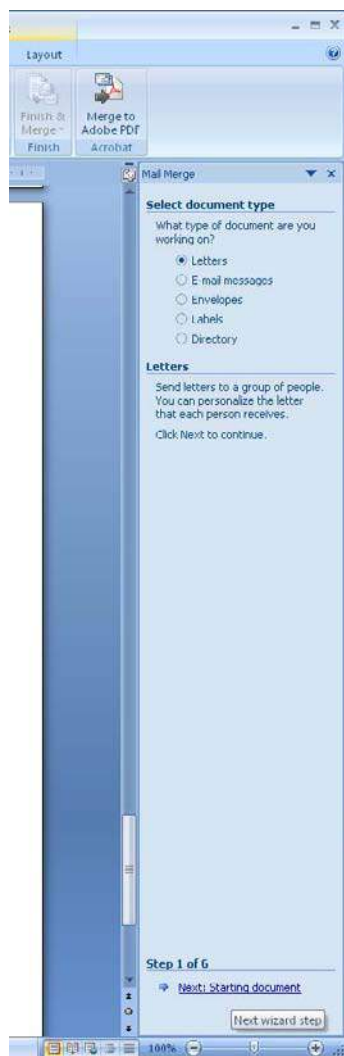 Layout
Finish &
Merge
Finish
Merge to
Adobe PDF
Acrobat
Mail Merge
Select document type
What type of document are you
working on?
Letters
E-mail messages
Envelopes
Labels
Directory
Letters
Send letters to a group of people.
You can personalize the letter
that each person receives.
Click Next to continue.
Step 1 of 6
Next: Starting document
Next wizard step
100%